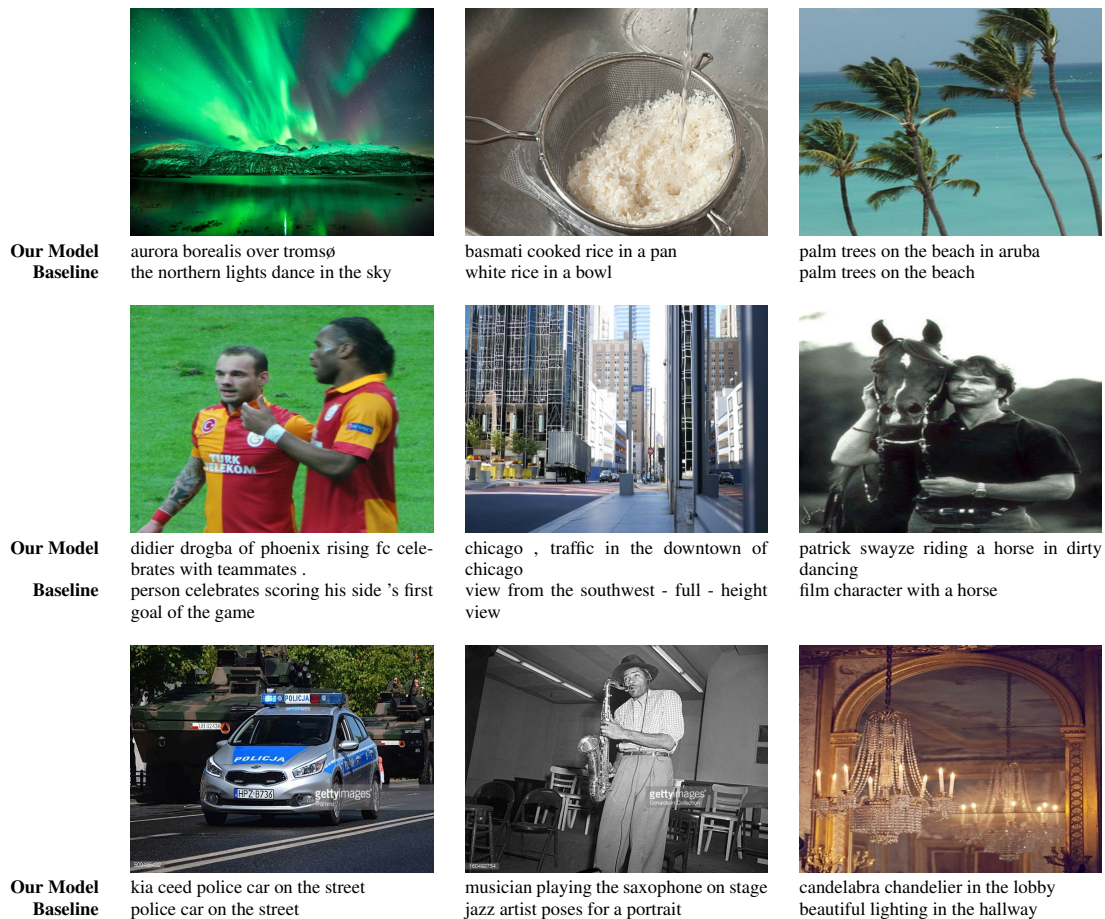 Our Model aurora borealis over tromsø basmati cooked rice in a pan palm trees on the beach in aruba
Baseline the northern lights dance in the sky white rice in a bowl palm trees on the beach
TURK
TELEKOM
Our Model didier drogba of phoenix rising fc cele- chicago , traffic in the downtown of patrick swayze riding a horse in dirty
brates with teammates . chicago dancing
Baseline person celebrates scoring his side 's first view from the southwest - full - height film character with a horse
goal of the game view
POLICJA
POLICJA
HPZ B736
gettyimages
gettyimages
Donaldson Collection
Our Model kia ceed police car on the street musician playing the saxophone on stage candelabra chandelier in the lobby
Baseline police car on the street jazz artist poses for a portrait beautiful lighting in the hallway